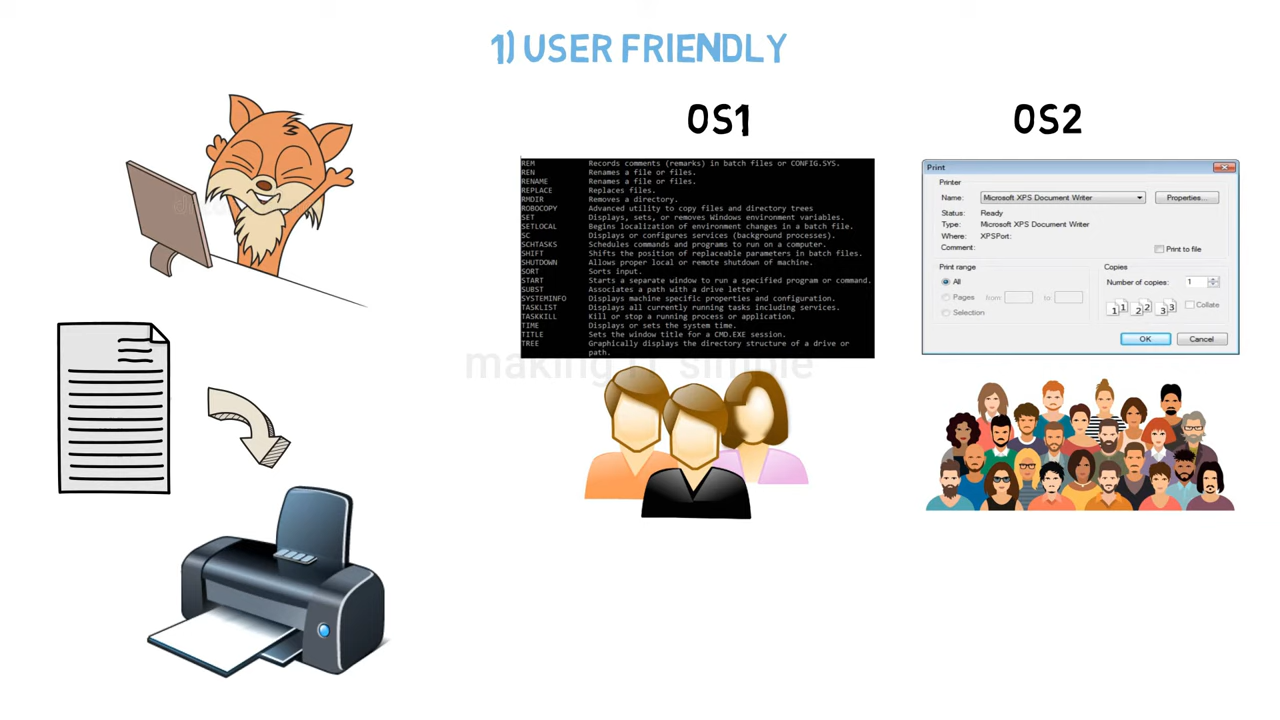 1) USER FRIENDLY
OS1
OS2
REM Records comments (remarks) in batch files or CONFIG.SYS.
REN Renames a file or files.
RENAME Renames a file or files.
REPLACE Replaces files.
RMDIR Removes a directory.
ROBOCOPY Advanced utility to copy files and directory trees
SET Displays, sets, or removes Windows environment variables.
SETLOCAL Begins localization of environment changes in a batch file.
SC Displays or configures services (background processes).
SCHTASKS Schedules commands and programs to run on a computer.
SHIFT Shifts the position of replaceable parameters in batch files.
SHUTDOWN Allows proper local or remote shutdown of machine.
SORT Sorts input.
START Starts a separate window to run a specified program or command.
SUBST Associates a path with a drive letter.
SYSTEMINFO Displays machine specific properties and configuration.
TASKLIST Displays all currently running tasks including services.
TASKKILL Kill or stop a running process or application.
TIME Displays or sets the system time.
TITLE Sets the window title for a CMD.EXE session.
TREE Graphically displays the directory structure of a drive or
path.
Print
Printer
Name: Microsoft XPS Document Writer Properties...
Status: Ready
Type: Microsoft XPS Document Writer
Where: XPSPort:
Comment: Print to file
Print range
All
Pages from to
Selection
Copies
Number of copies: 1
1 1 2 2 3 3 Collate
OK Cancel
making IT simple